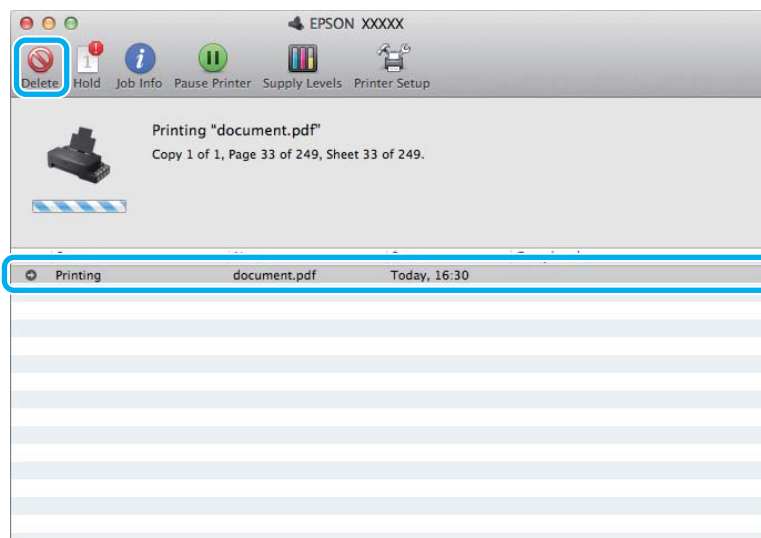 EPSON XXXXX
1
Delete Hold Job Info Pause Printer Supply Levels Printer Setup
Printing “document.pdf”
Copy 1 of 1, Page 33 of 249, Sheet 33 of 249.
Printing document.pdf Today, 16:30